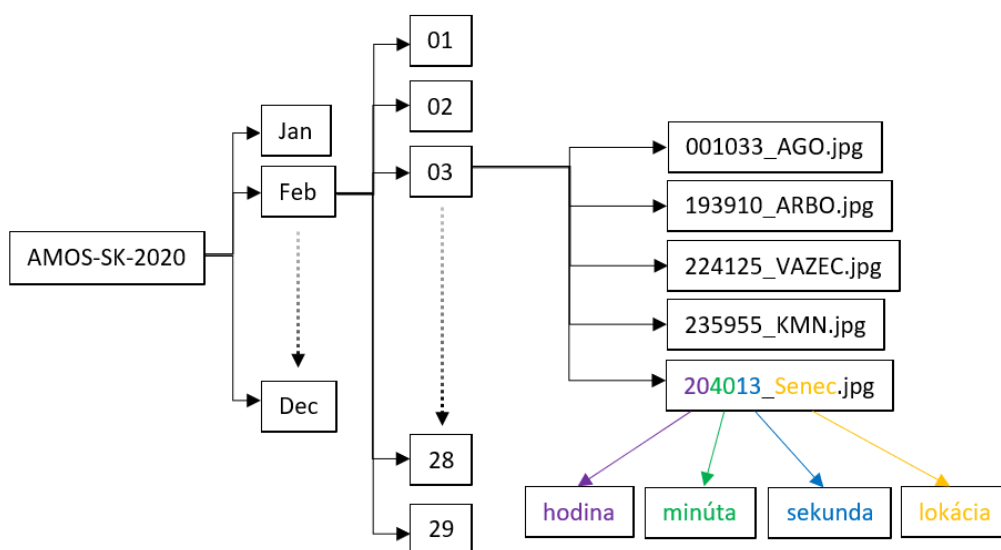 AMOS-SK-2020
Jan
Feb
Dec
01
02
03
28
29
001033_AGO.jpg
193910_ARBO.jpg
224125_VAZEC.jpg
235955_KMN.jpg
204013_Senec.jpg
hodina
minúta
sekunda
lokácia